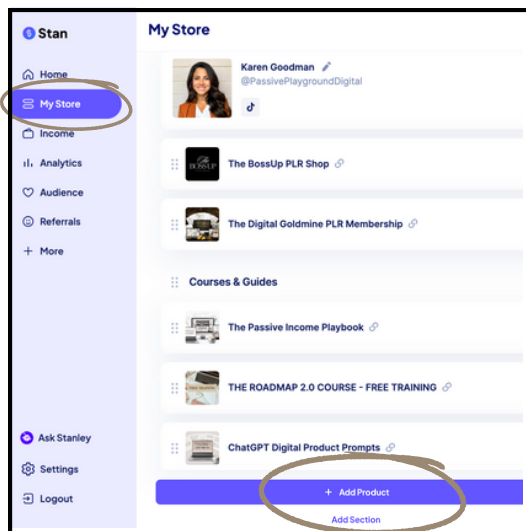 Stan
My Store
Home
My Store
Income
Analytics
Audience
Referrals
+ More
Ask Stanley
Settings
Logout
Karen Goodman
@PassivePlaygroundDigital
BOSSUP
The BossUp PLR Shop
The Digital Goldmine PLR Membership
Courses & Guides
The Passive Income Playbook
THE ROADMAP 2.0 COURSE - FREE TRAINING
ChatGPT Digital Product Prompts
+ Add Product
Add Section